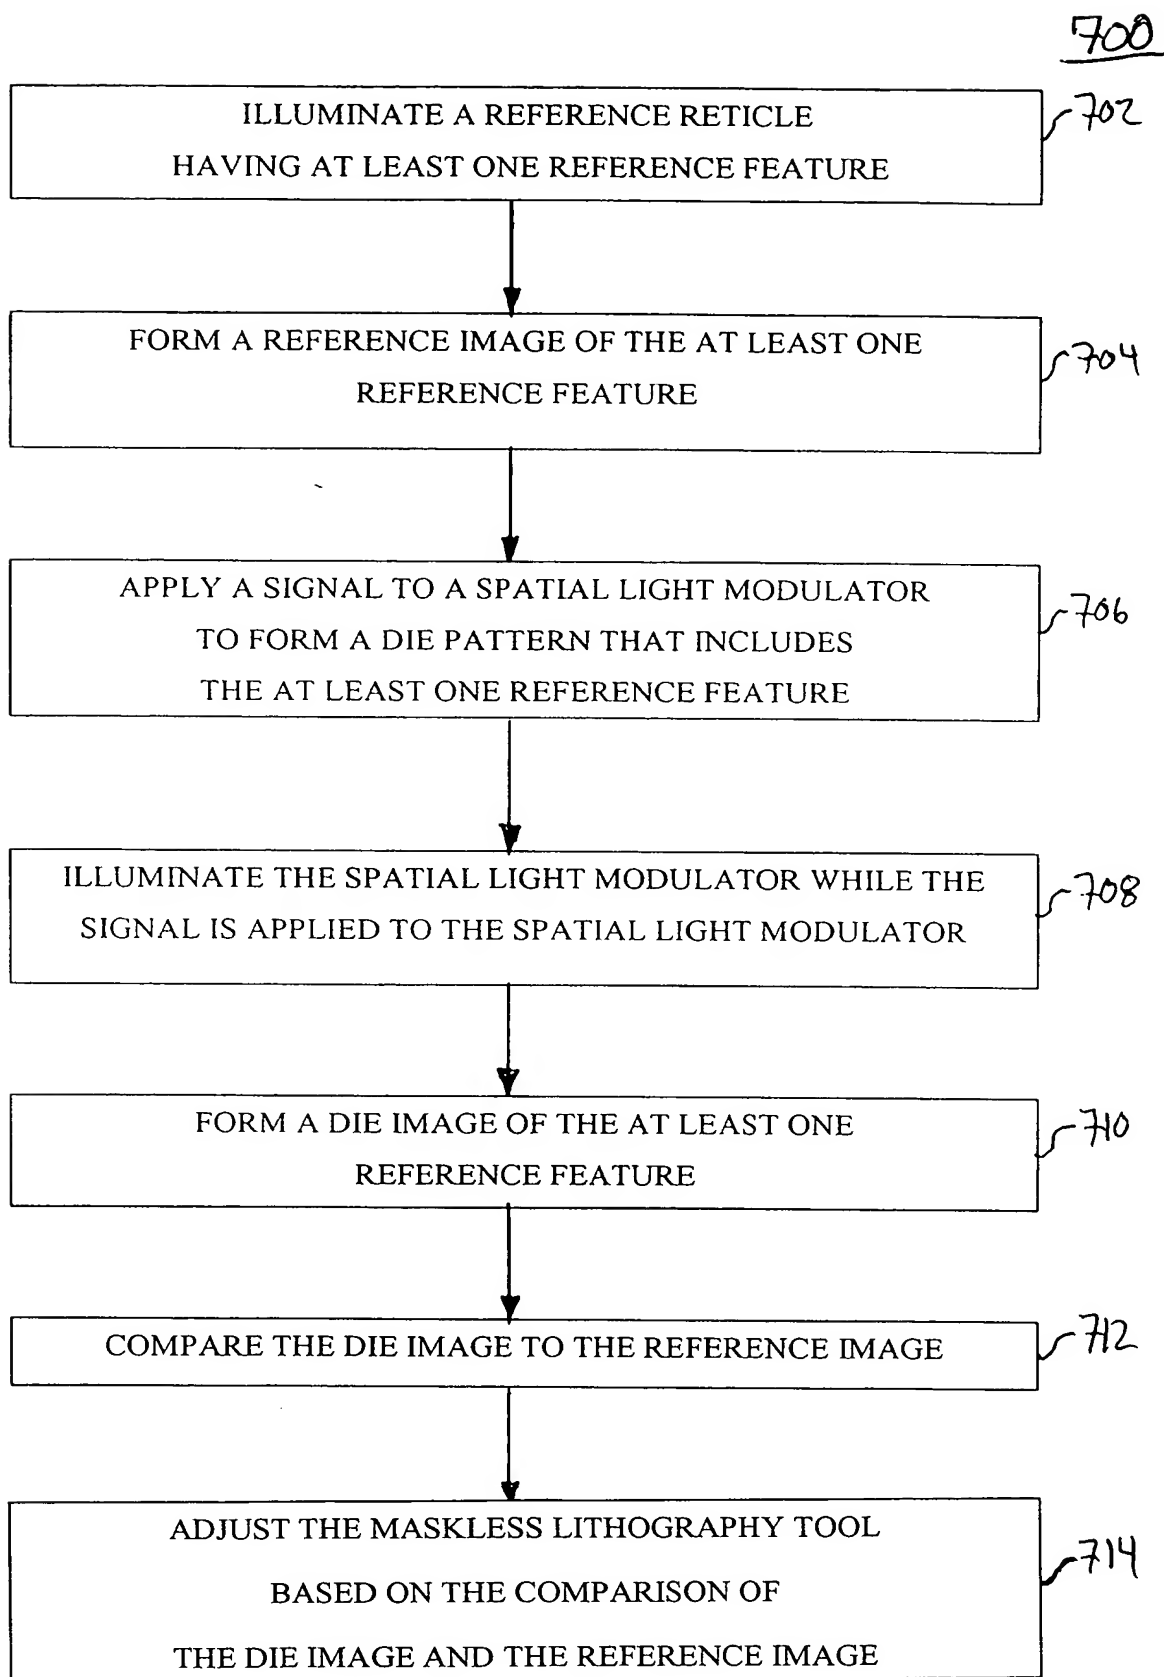 700
ILLUMINATE A REFERENCE RETICLE
HAVING AT LEAST ONE REFERENCE FEATURE
702
FORM A REFERENCE IMAGE OF THE AT LEAST ONE
REFERENCE FEATURE
704
APPLY A SIGNAL TO A SPATIAL LIGHT MODULATOR
TO FORM A DIE PATTERN THAT INCLUDES
THE AT LEAST ONE REFERENCE FEATURE
706
ILLUMINATE THE SPATIAL LIGHT MODULATOR WHILE THE
SIGNAL IS APPLIED TO THE SPATIAL LIGHT MODULATOR
708
FORM A DIE IMAGE OF THE AT LEAST ONE
REFERENCE FEATURE
710
COMPARE THE DIE IMAGE TO THE REFERENCE IMAGE
712
ADJUST THE MASKLESS LITHOGRAPHY TOOL
BASED ON THE COMPARISON OF
THE DIE IMAGE AND THE REFERENCE IMAGE
714